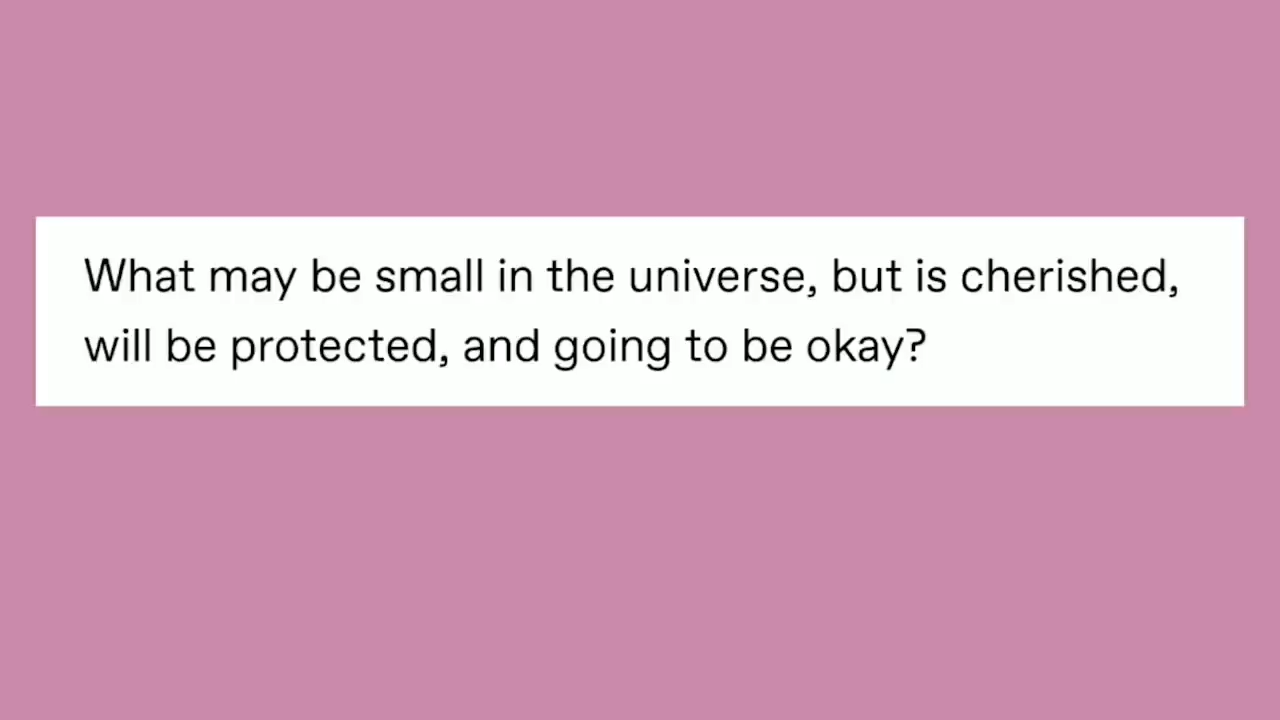 What may be small in the universe, but is cherished,
will be protected, and going to be okay?